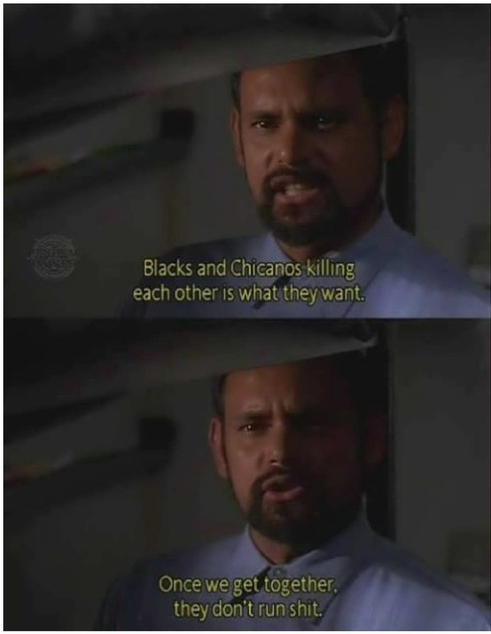 Blacks and Chicanos killing
each other is what they want.
Once we get together,
they don't run shit.